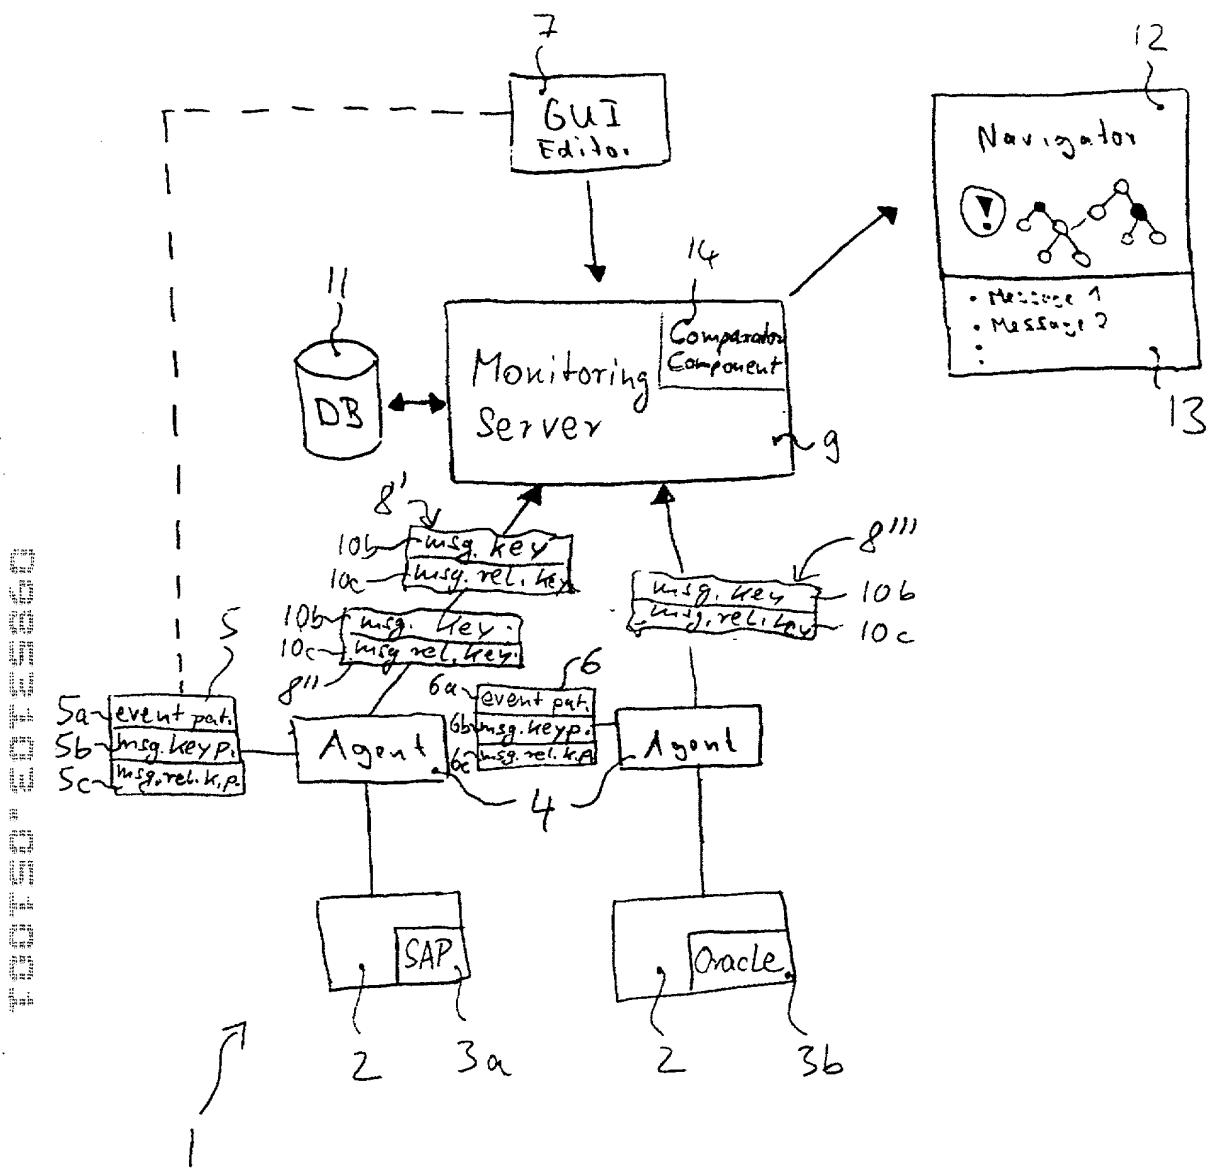 7
12
GUI
Editor
Navigator
!
11
14
• Message 1
• Message 2
Comparator
Component
Monitoring
Server
DB
13
9
8'
8'''
10b
msg. key
10c
msg. rel. key
msg. key
10b
msg. rel. key
10c
10b
msg. key.
10c
msg rel. key.
8''
5
6
5a
event pat.
6a
event pat.
5b
msg. key p.
Agent
6b
msg. key p.
Agent
5c
msg. rel. k. p.
6c
msg. rel. k.p.
4
SAP
Oracle
2
3a
2
3b
1